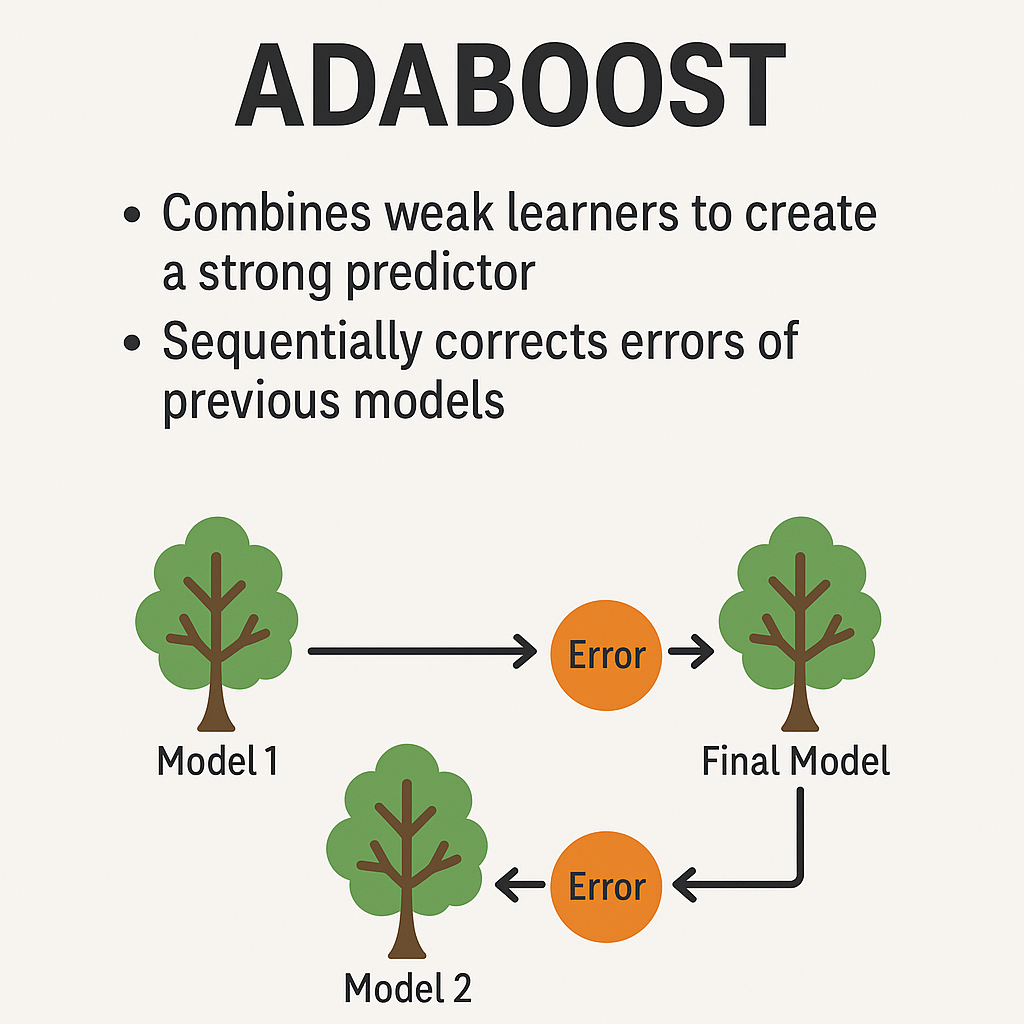 ADABOOST
• Combines weak learners to create
a strong predictor
• Sequentially corrects errors of
previous models
Error
Model 1
Final Model
Error
Model 2